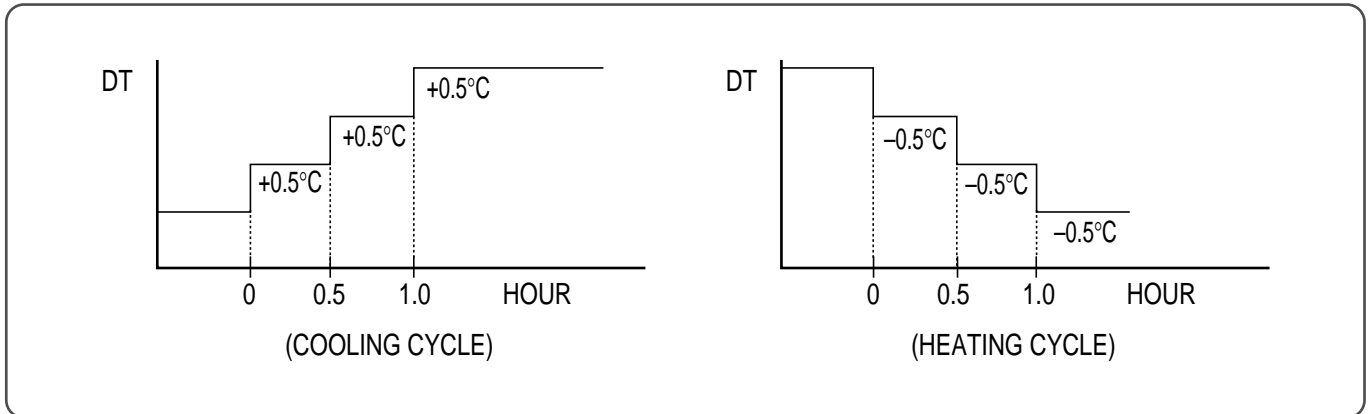 DT
+0.5°C
+0.5°C
+0.5°C
0 0.5 1.0 HOUR
(COOLING CYCLE)
DT
–0.5°C
–0.5°C
–0.5°C
0 0.5 1.0 HOUR
(HEATING CYCLE)